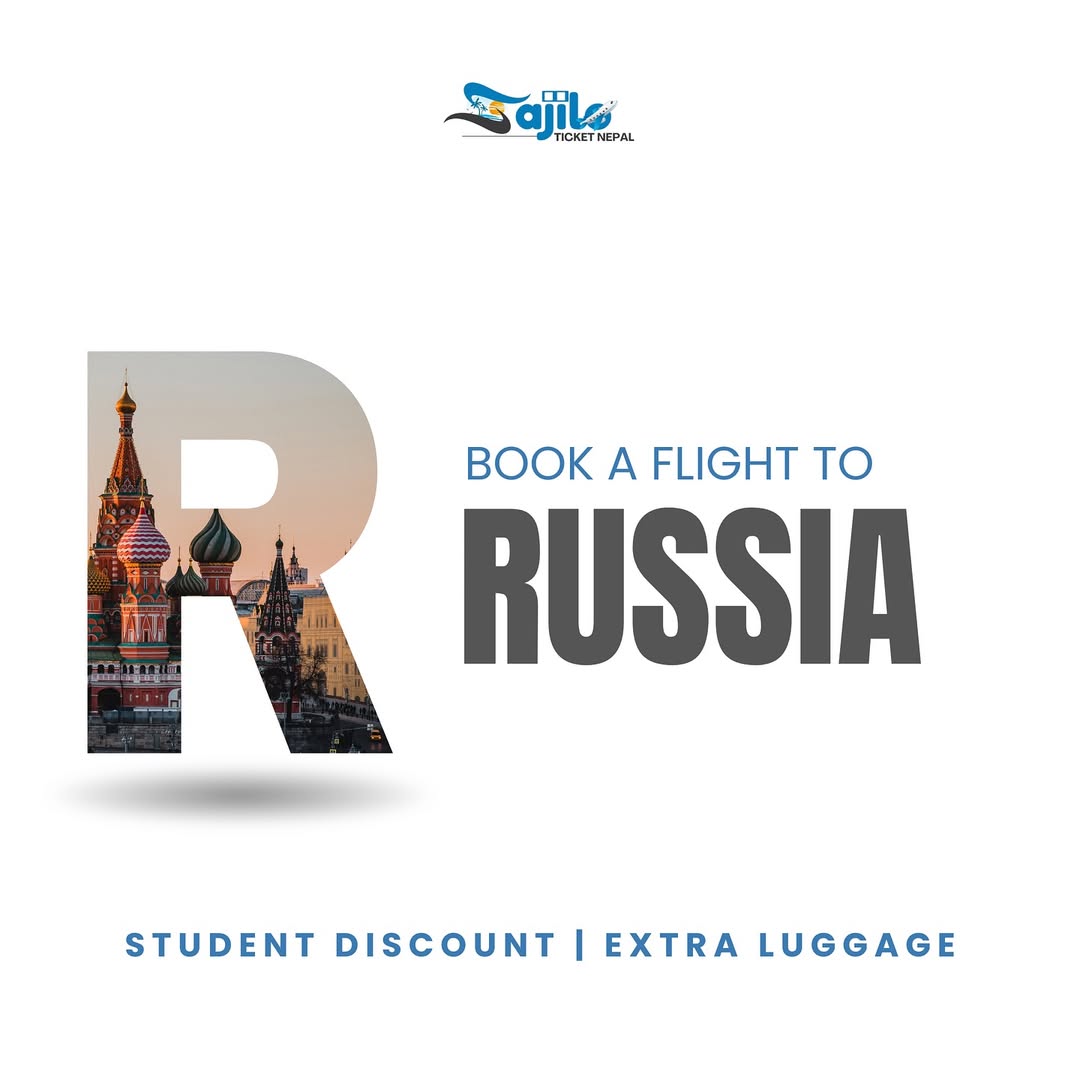 Sajilo
TICKET NEPAL
R
BOOK A FLIGHT TO
RUSSIA
STUDENT DISCOUNT | EXTRA LUGGAGE